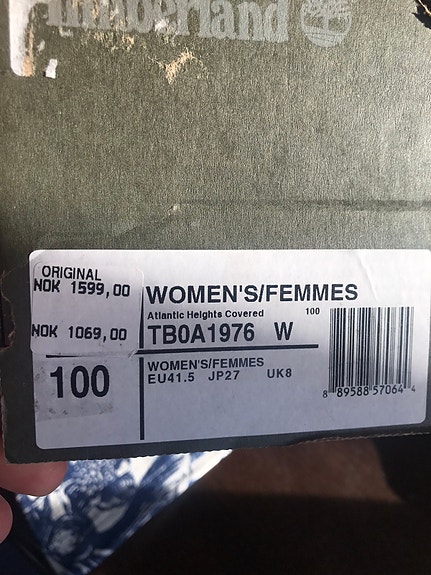 Timberland
ORIGINAL
NOK 1599,00
NOK 1069,00
100
WOMEN'S/FEMMES
Atlantic Heights Covered 100
TB0A1976 W
WOMEN'S/FEMMES
EU41.5 JP27 UK8
8 89588 57064 4